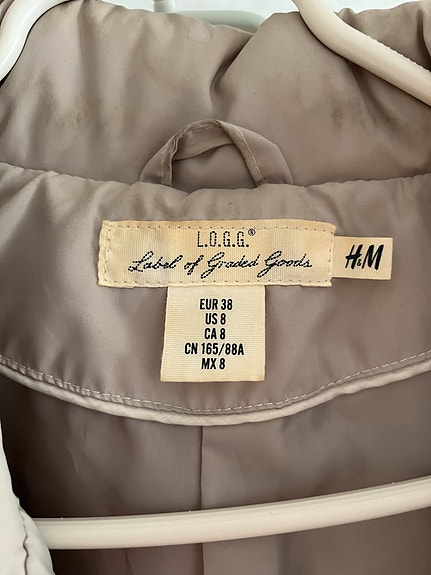 L.O.G.G.®
Label of Graded Goods
H&M
EUR 38
US 8
CA 8
CN 165/88A
MX 8